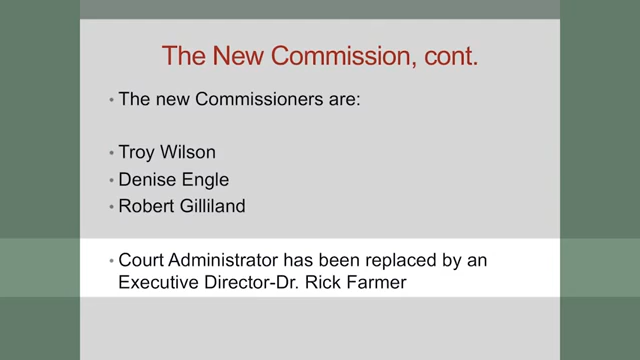 The New Commission, cont.
• The new Commissioners are:
• Troy Wilson
• Denise Engle
• Robert Gilliland
• Court Administrator has been replaced by an
Executive Director-Dr. Rick Farmer